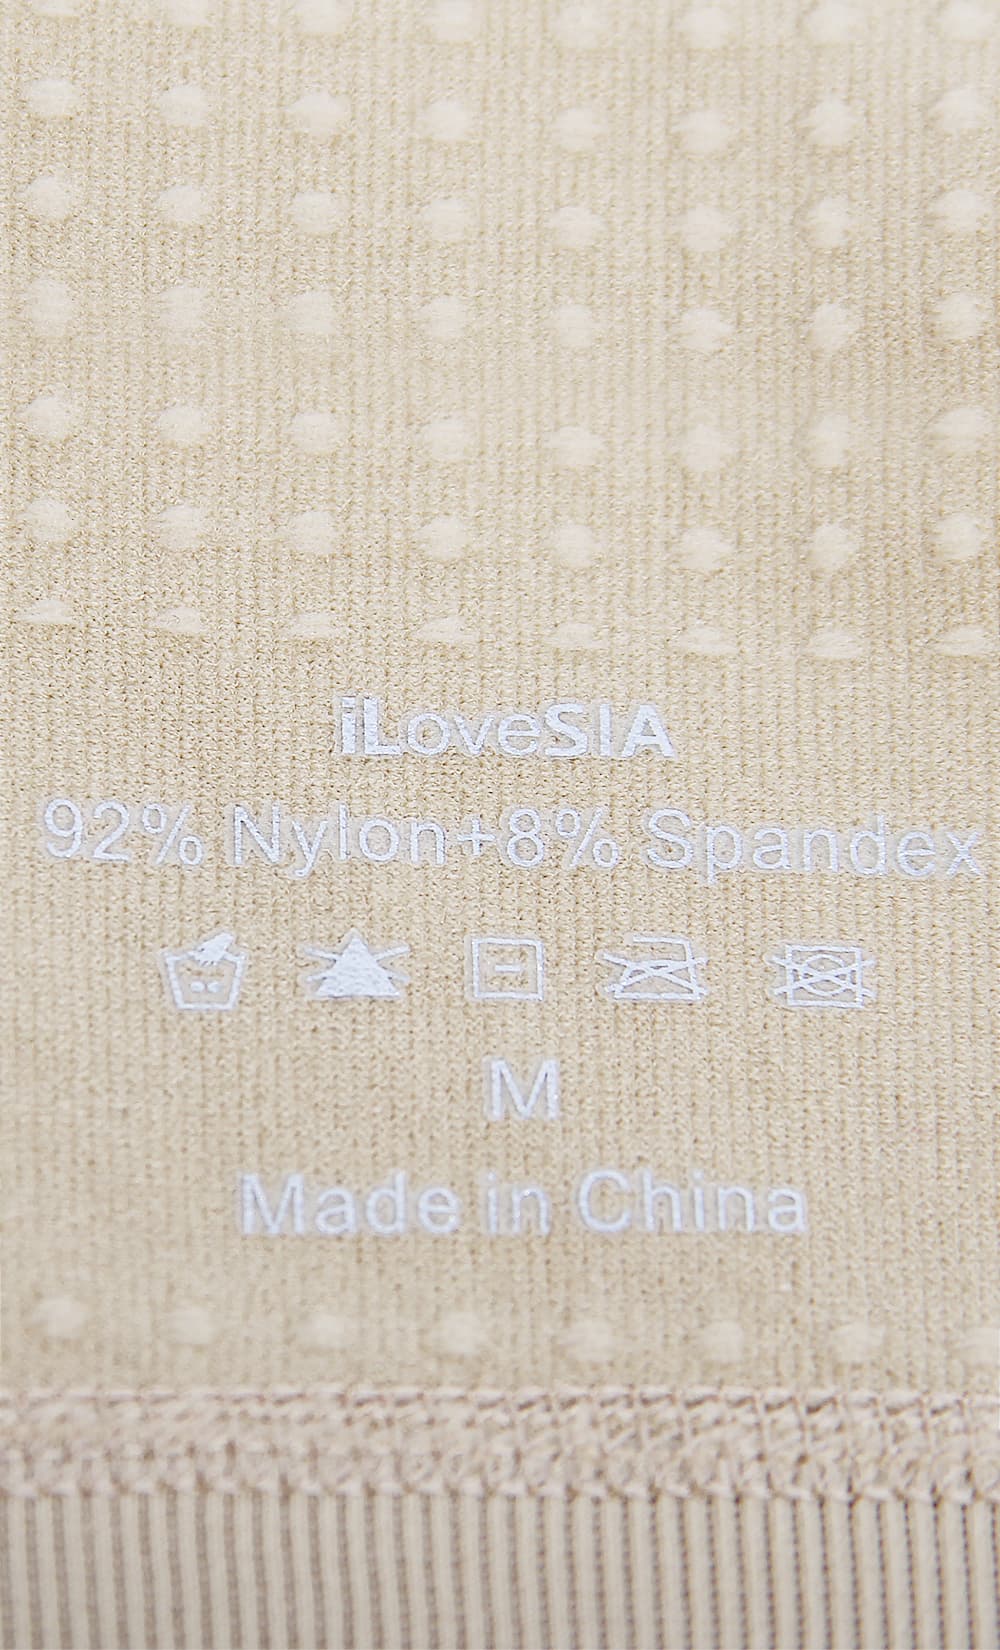 iLoveSIA
92% Nylon+8% Spandex
M
Made in China